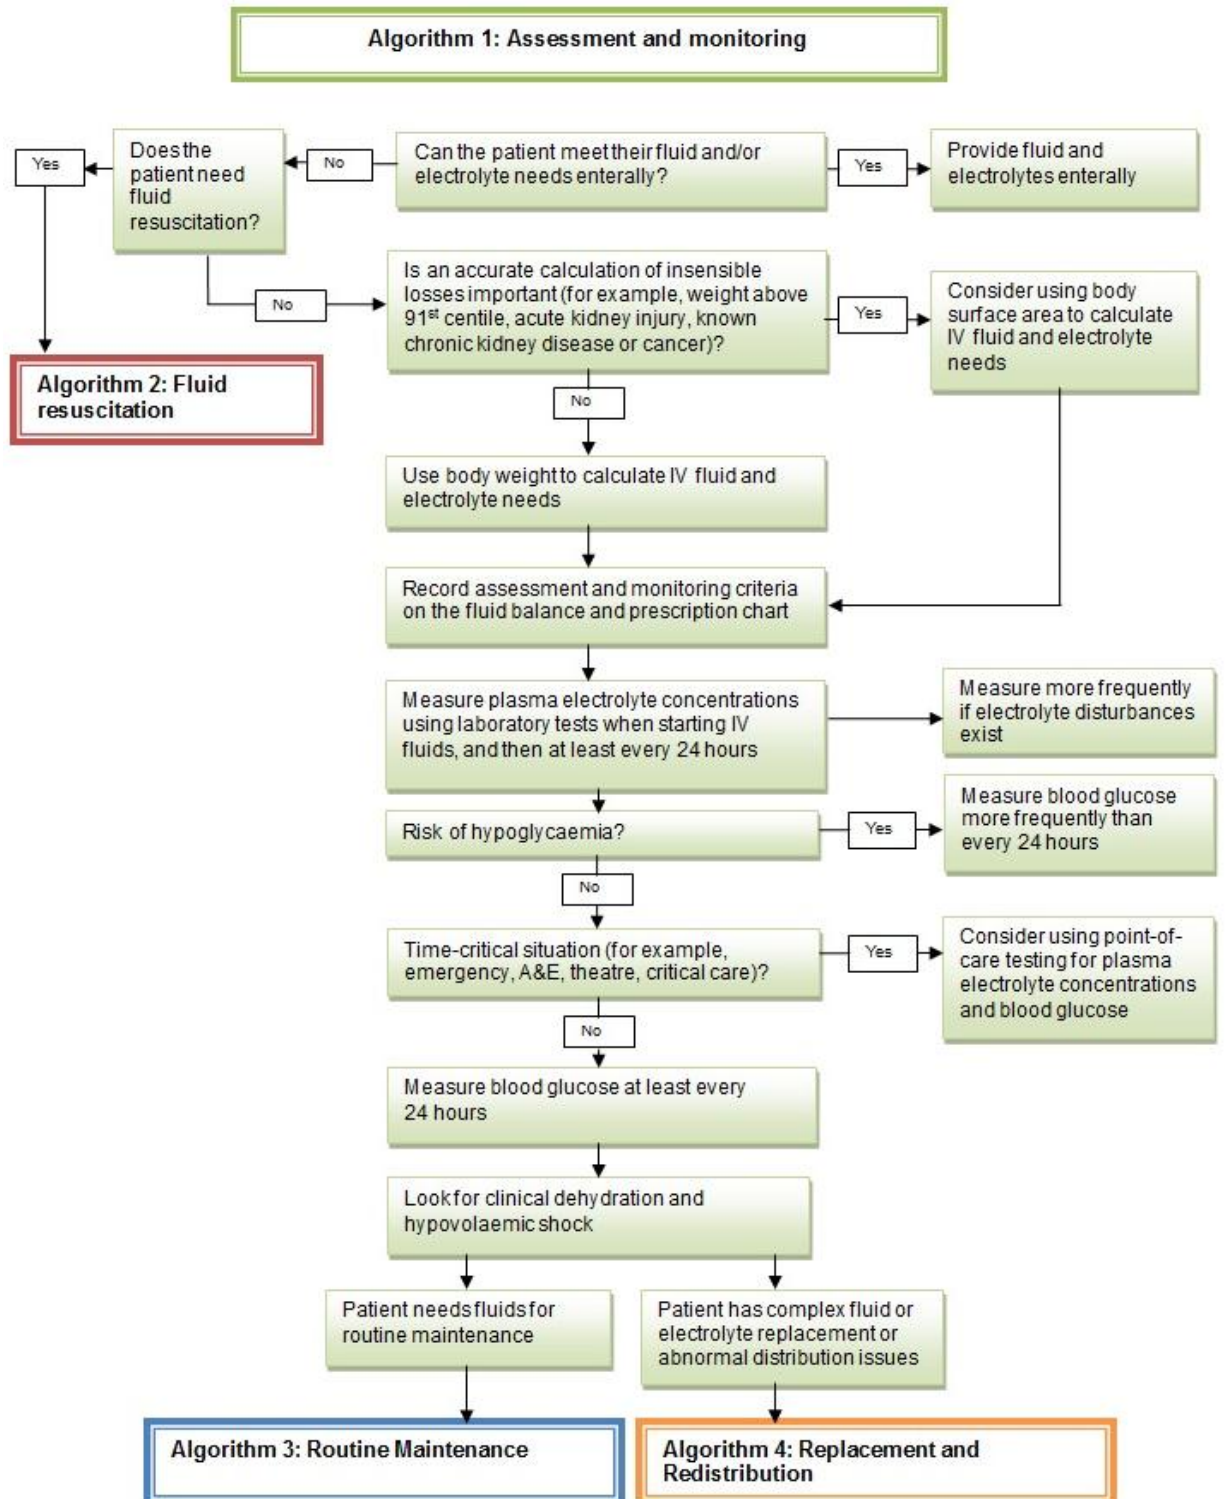 Algorithm 1: Assessment and monitoring
Yes
Does the
patient need
fluid
resuscitation?
No
Can the patient meet their fluid and/or
electrolyte needs enterally?
Yes
Provide fluid and
electrolytes enterally
No
Is an accurate calculation of insensible
losses important (for example, weight above
91st centile, acute kidney injury, known
chronic kidney disease or cancer)?
Yes
Consider using body
surface area to calculate
IV fluid and electrolyte
needs
Algorithm 2: Fluid
resuscitation
No
Use body weight to calculate IV fluid and
electrolyte needs
Record assessment and monitoring criteria
on the fluid balance and prescription chart
Measure plasma electrolyte concentrations
using laboratory tests when starting IV
fluids, and then at least every 24 hours
Measure more frequently
if electrolyte disturbances
exist
Risk of hypoglycaemia?
Yes
Measure blood glucose
more frequently than
every 24 hours
No
Time-critical situation (for example,
emergency, A&E, theatre, critical care)?
Yes
Consider using point-of-
care testing for plasma
electrolyte concentrations
and blood glucose
No
Measure blood glucose at least every
24 hours
Look for clinical dehydration and
hypovolaemic shock
Patient needs fluids for
routine maintenance
Patient has complex fluid or
electrolyte replacement or
abnormal distribution issues
Algorithm 3: Routine Maintenance
Algorithm 4: Replacement and
Redistribution